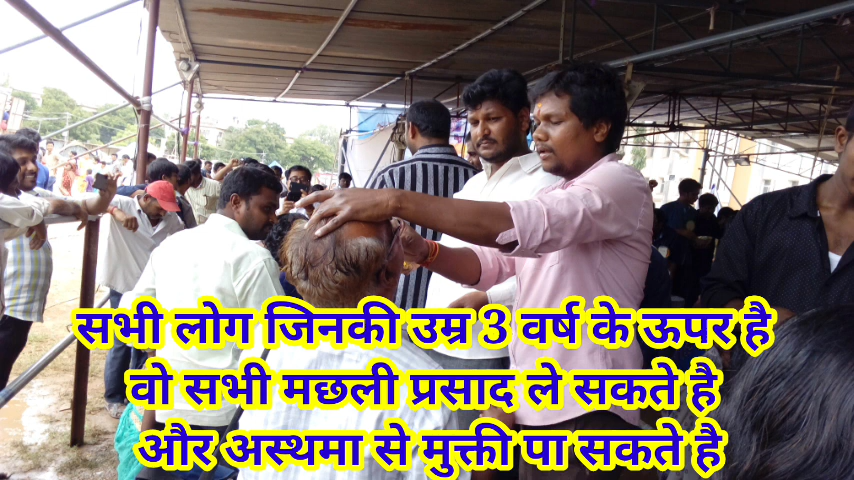 सभी लोग जिनकी उम्र 3 वर्ष के ऊपर है
वो सभी मछली प्रसाद ले सकते है
और अस्थमा से मुक्ती पा सकते है